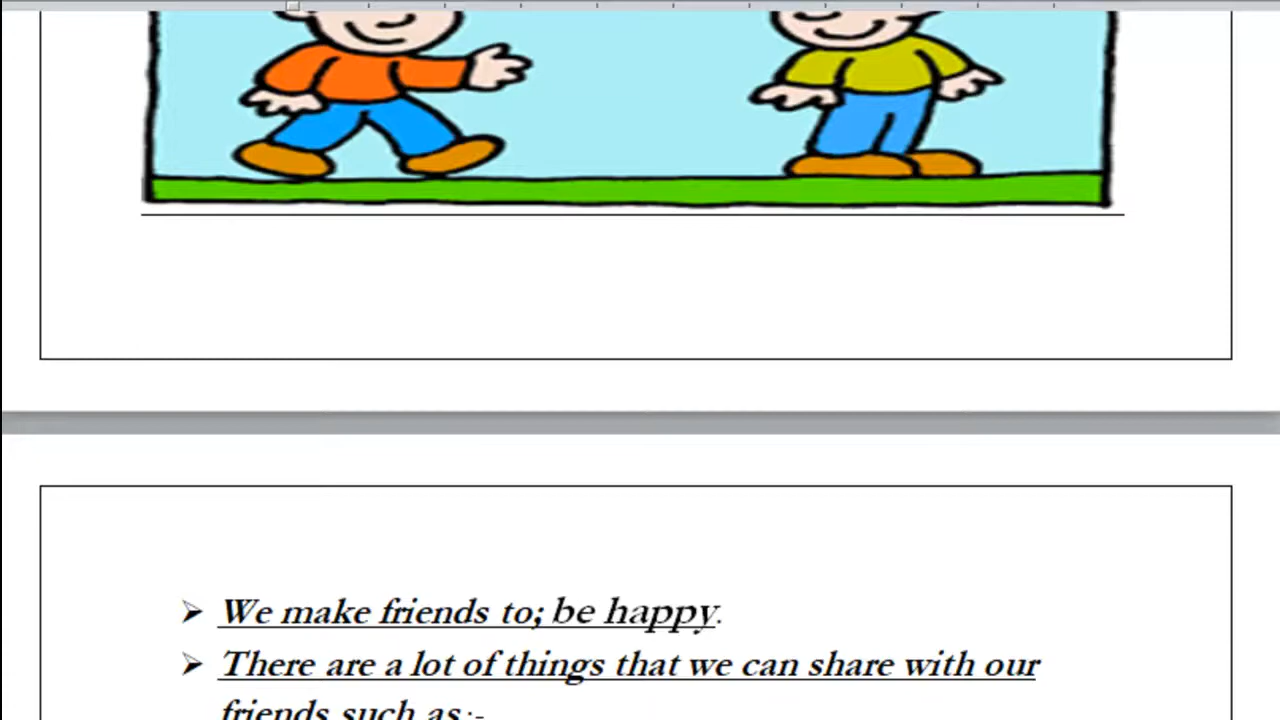 We make friends to; be happy.
There are a lot of things that we can share with our
friends such as:-